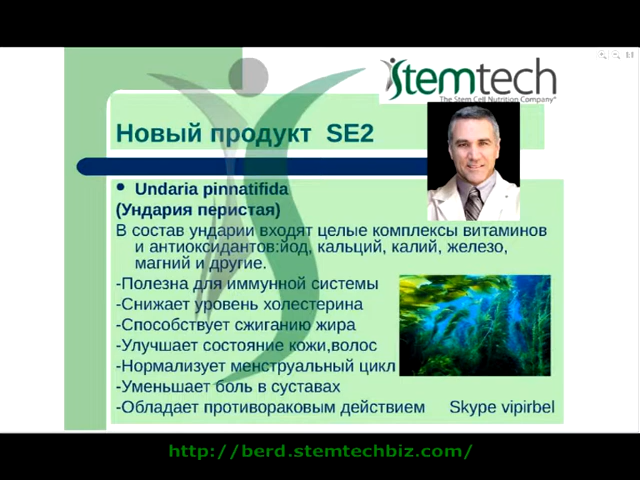 Stemtech
The Stem Cell Nutrition Company
Новый продукт SE2
Undaria pinnatifida
(Ундария перистая)
В состав ундарии входят целые комплексы витаминов
и антиоксидантов:йод, кальций, калий, железо,
магний и другие.
-Полезна для иммунной системы
-Снижает уровень холестерина
-Способствует сжиганию жира
-Улучшает состояние кожи,волос
-Нормализует менструальный цикл
-Уменьшает боль в суставах
-Обладает противораковым действием Skype vipirbel
http://berd.stemtechbiz.com/